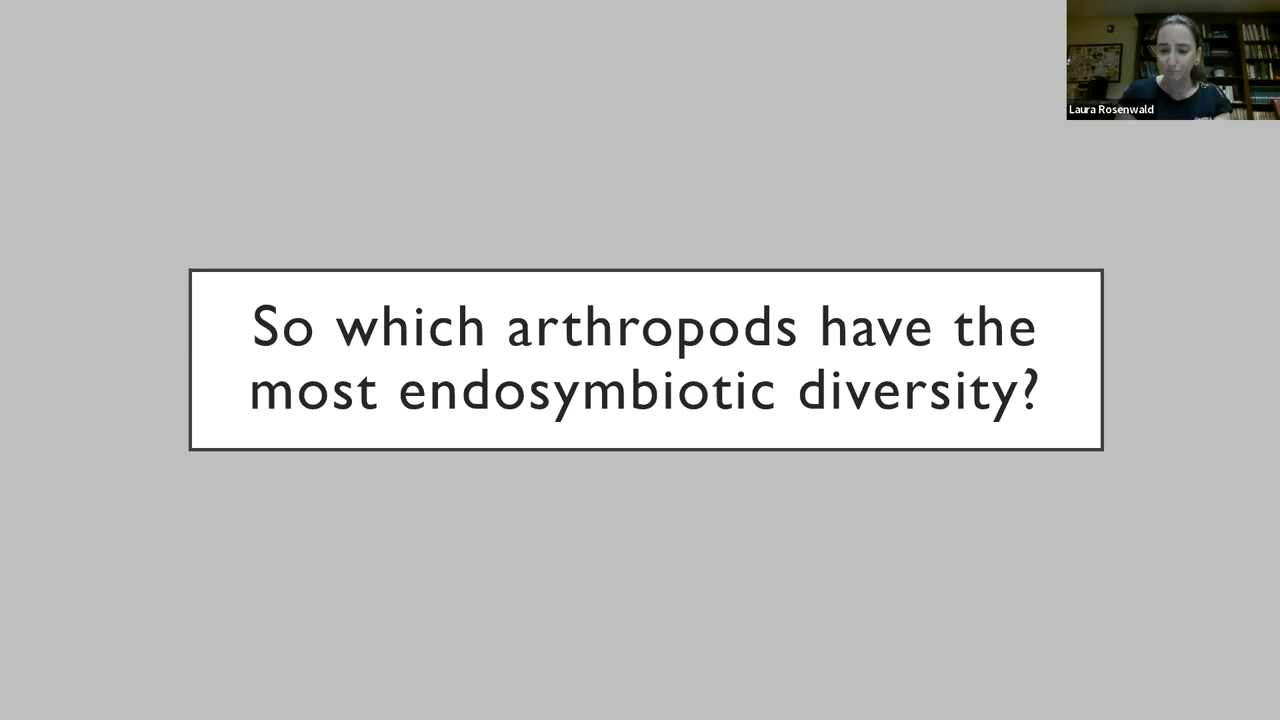 Laura Rosenwald
So which arthropods have the
most endosymbiotic diversity?